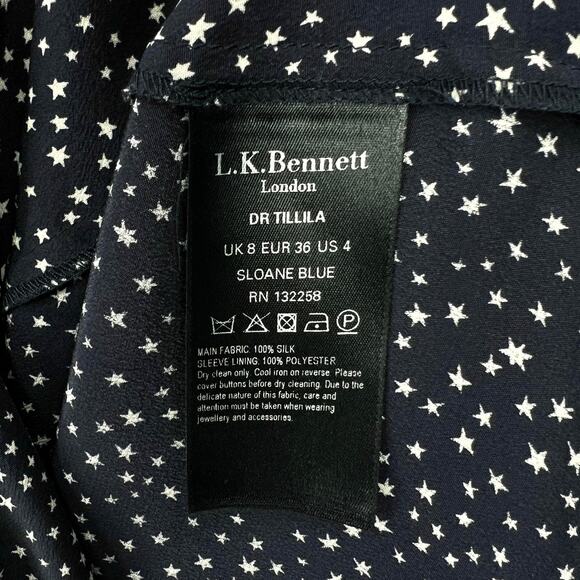 L.K.Bennett
London
DR TILLILA
UK 8 EUR 36 US 4
SLOANE BLUE
RN 132258
P
MAIN FABRIC: 100% SILK
SLEEVE LINING: 100% POLYESTER
Dry clean only. Cool iron on reverse. Please
cover buttons before dry cleaning. Due to the
delicate nature of this fabric, care and
attention must be taken when wearing
jewellery and accessories.